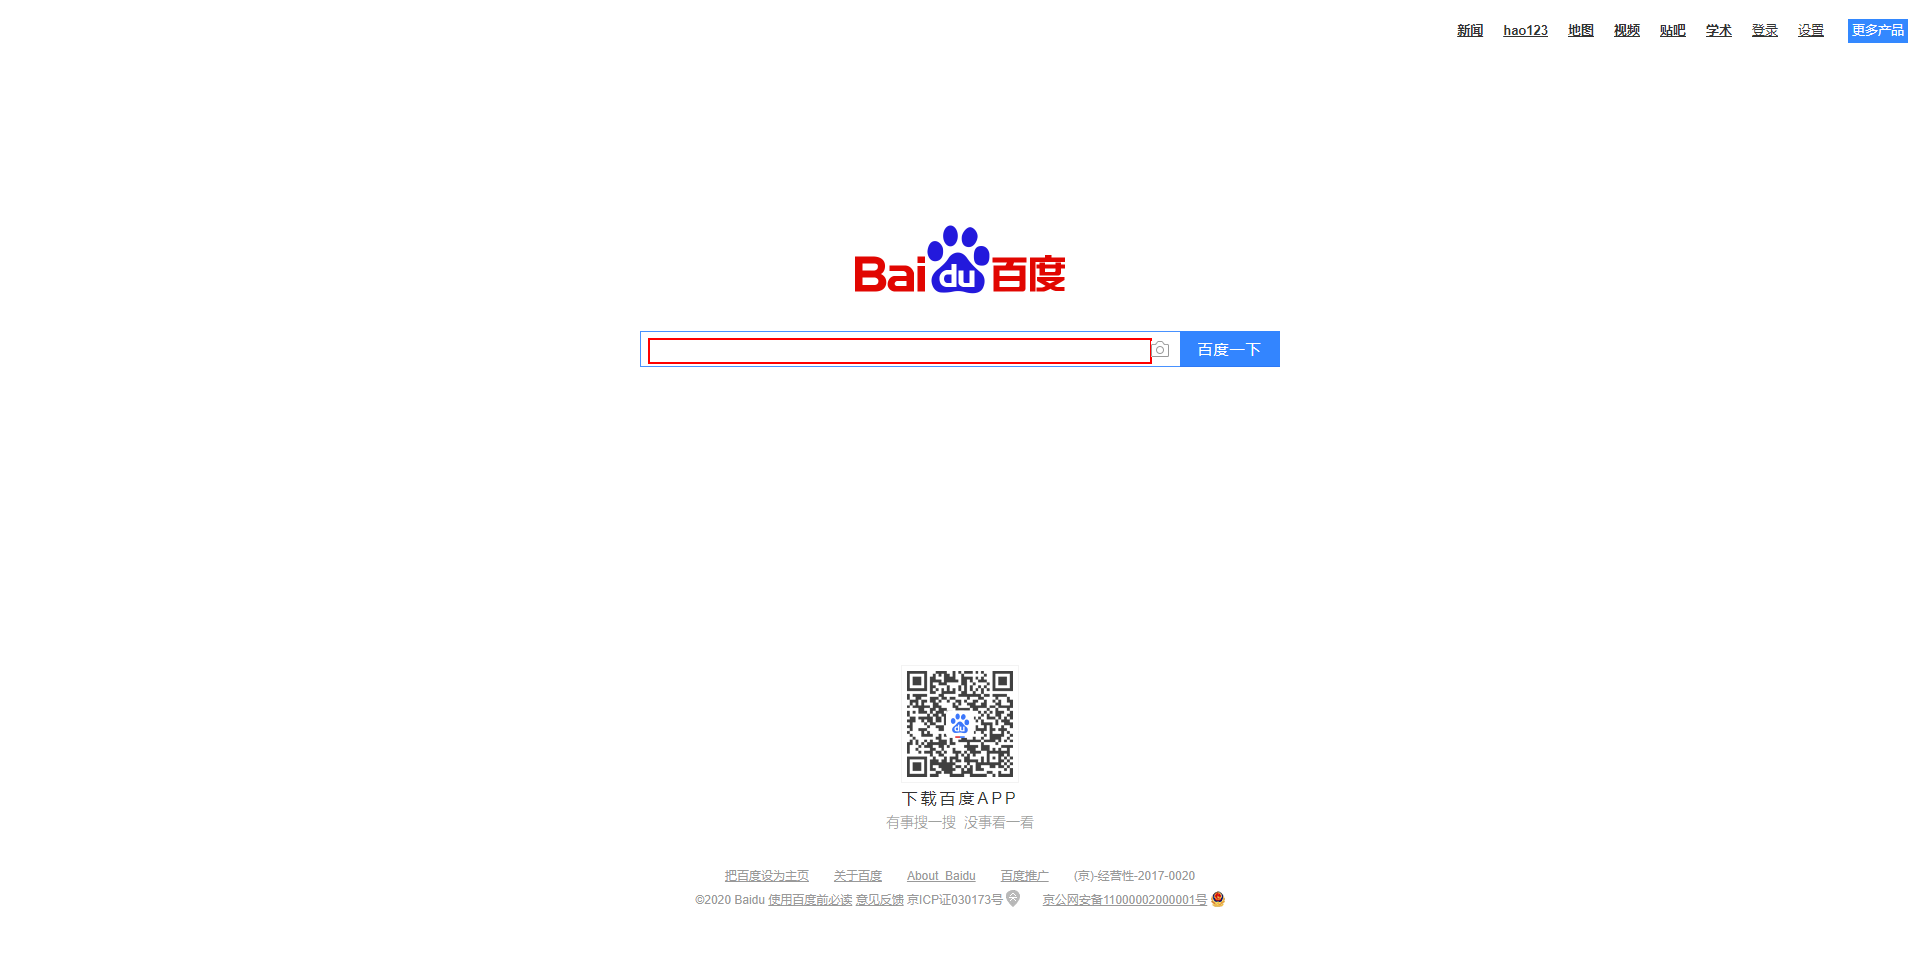 新闻 hao123 地图 视频 贴吧 学术 登录 设置 更多产品
Bai du 百度
百度一下
du
下载百度APP
有事搜一搜 没事看一看
把百度设为主页 关于百度 About Baidu 百度推广 (京)-经营性-2017-0020
©2020 Baidu 使用百度前必读 意见反馈 京ICP证030173号 京公网安备11000002000001号